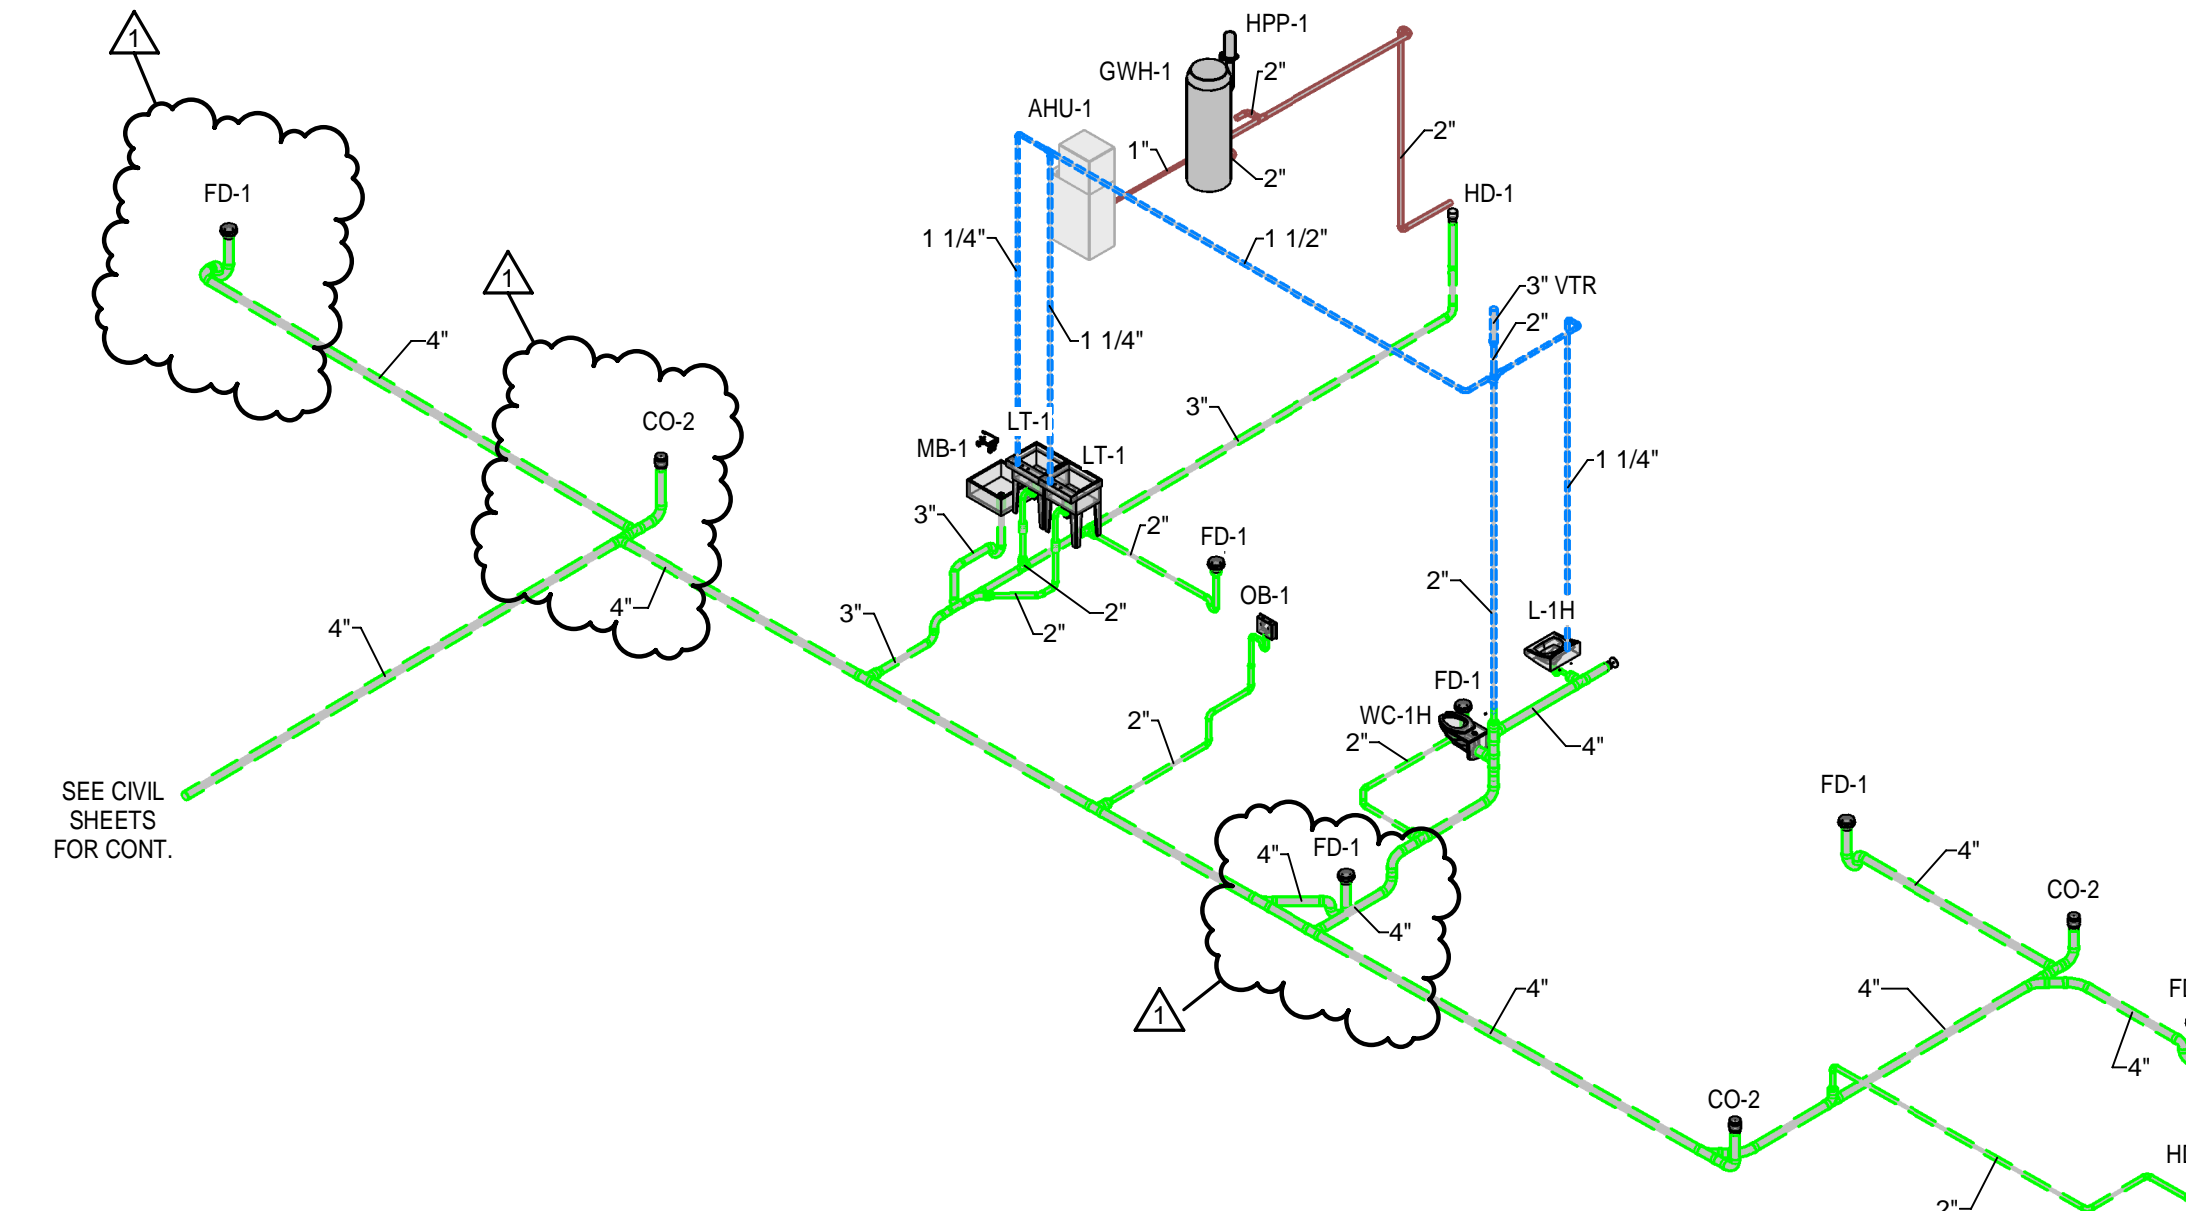 1
HPP-1
GWH-1
2"
AHU-1
2"
1"
2"
FD-1
HD-1
1 1/4"
1 1/2"
1
3" VTR
2"
4"
1 1/4"
3"
CO-2
LT-1
MB-1
LT-1
1 1/4"
3"
2"
FD-1
2"
OB-1
4"
2"
L-1H
3"
2"
4"
FD-1
WC-1H
2"
2"
4"
SEE CIVIL
SHEETS
FOR CONT.
FD-1
4"
FD-1
4"
CO-2
4"
1
4"
4"
4"
CO-2
2"